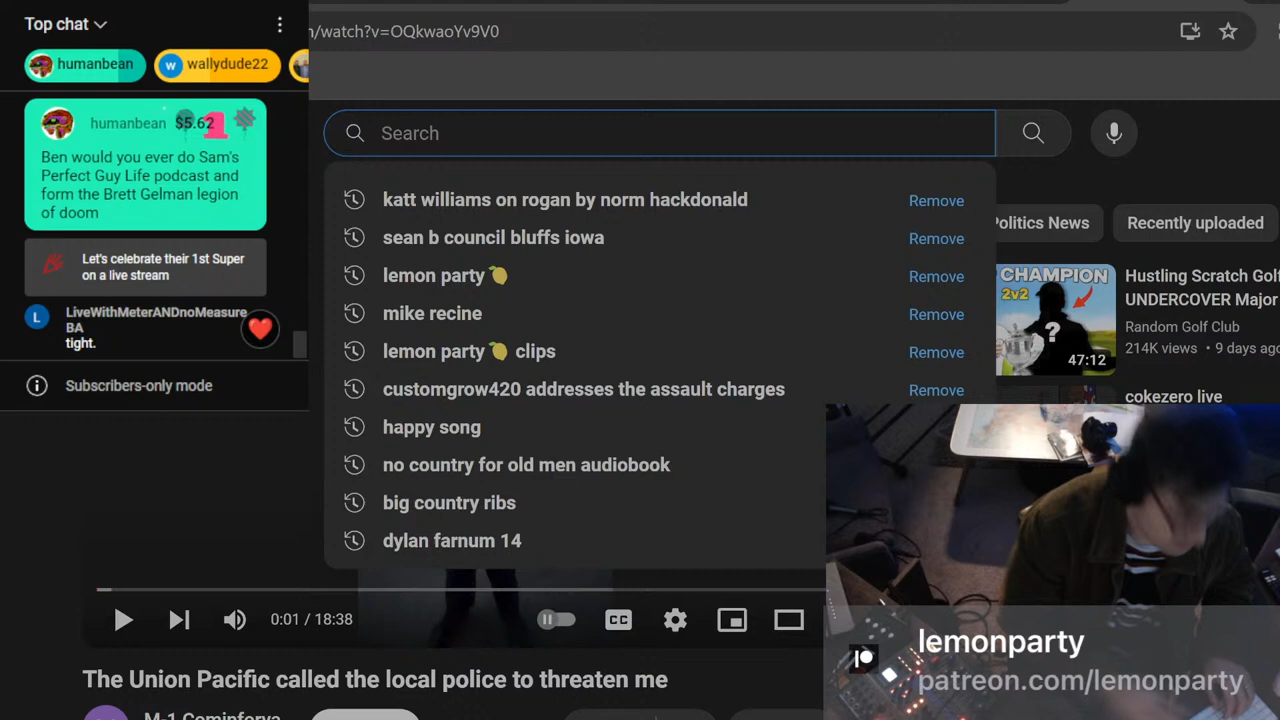 Top chat
humanbean
wallydude22
humanbean $5.62
Ben would you ever do Sam's
Perfect Guy Life podcast and
form the Brett Gelman legion
of doom
Let's celebrate their 1st Super
on a live stream
L
LiveWithMeterANDnoMeasure
BA
tight.
Subscribers-only mode
/watch?v=OQkwaoYv9V0
Search
katt williams on rogan by norm hackdonald Remove
sean b council bluffs iowa Remove
lemon party🍋 Remove
mike recine Remove
lemon party🍋 clips Remove
customgrow420 addresses the assault charges Remove
happy song
no country for old men audiobook
big country ribs
dylan farnum 14
Politics News
Recently uploaded
CHAMPION
2v2
?
47:12
Hustling Scratch Golf
UNDERCOVER Major
Random Golf Club
214K views • 9 days ago
cokezero live
0:01 / 18:38
CC
The Union Pacific called the local police to threaten me
lemonparty
patreon.com/lemonparty